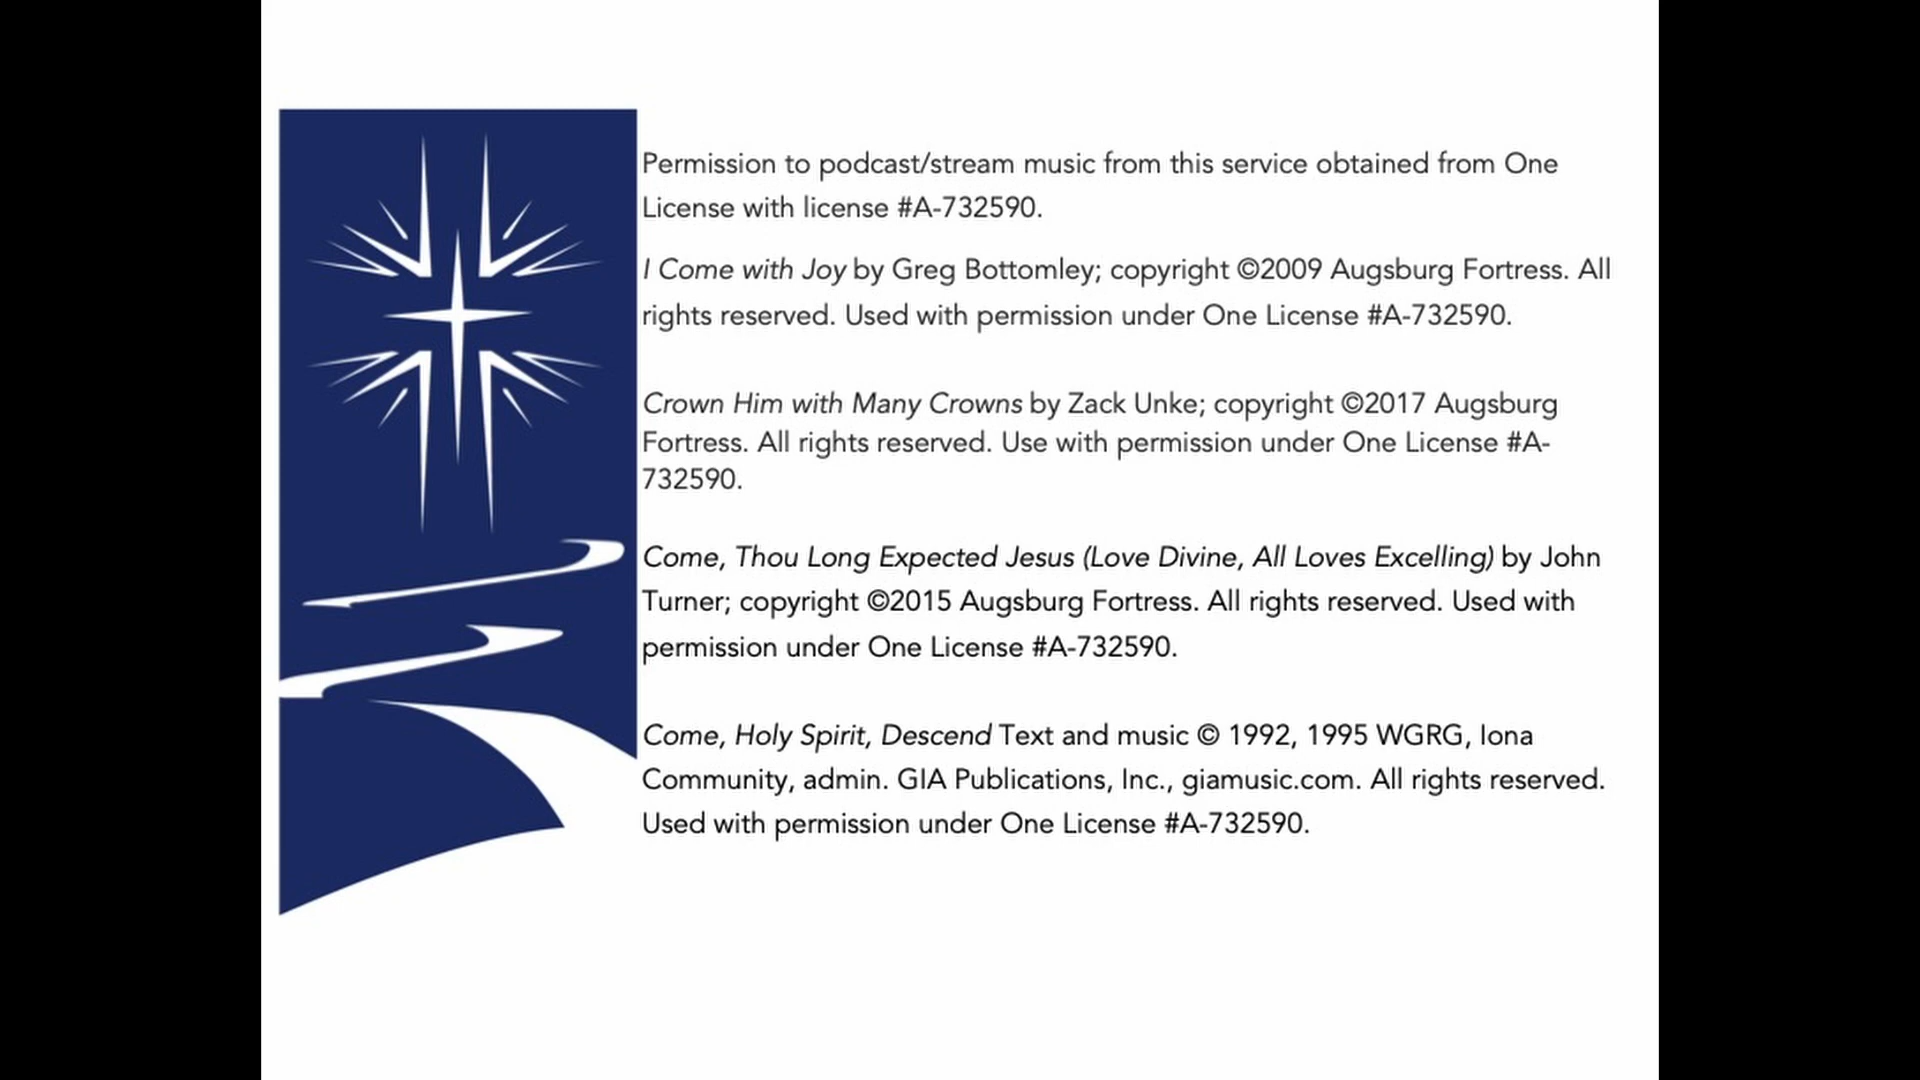 Permission to podcast/stream music from this service obtained from One
License with license #A-732590.
I Come with Joy by Greg Bottomley; copyright ©2009 Augsburg Fortress. All
rights reserved. Used with permission under One License #A-732590.
Crown Him with Many Crowns by Zack Unke; copyright ©2017 Augsburg
Fortress. All rights reserved. Use with permission under One License #A-
732590.
Come, Thou Long Expected Jesus (Love Divine, All Loves Excelling) by John
Turner; copyright ©2015 Augsburg Fortress. All rights reserved. Used with
permission under One License #A-732590.
Come, Holy Spirit, Descend Text and music © 1992, 1995 WGRG, Iona
Community, admin. GIA Publications, Inc., giamusic.com. All rights reserved.
Used with permission under One License #A-732590.